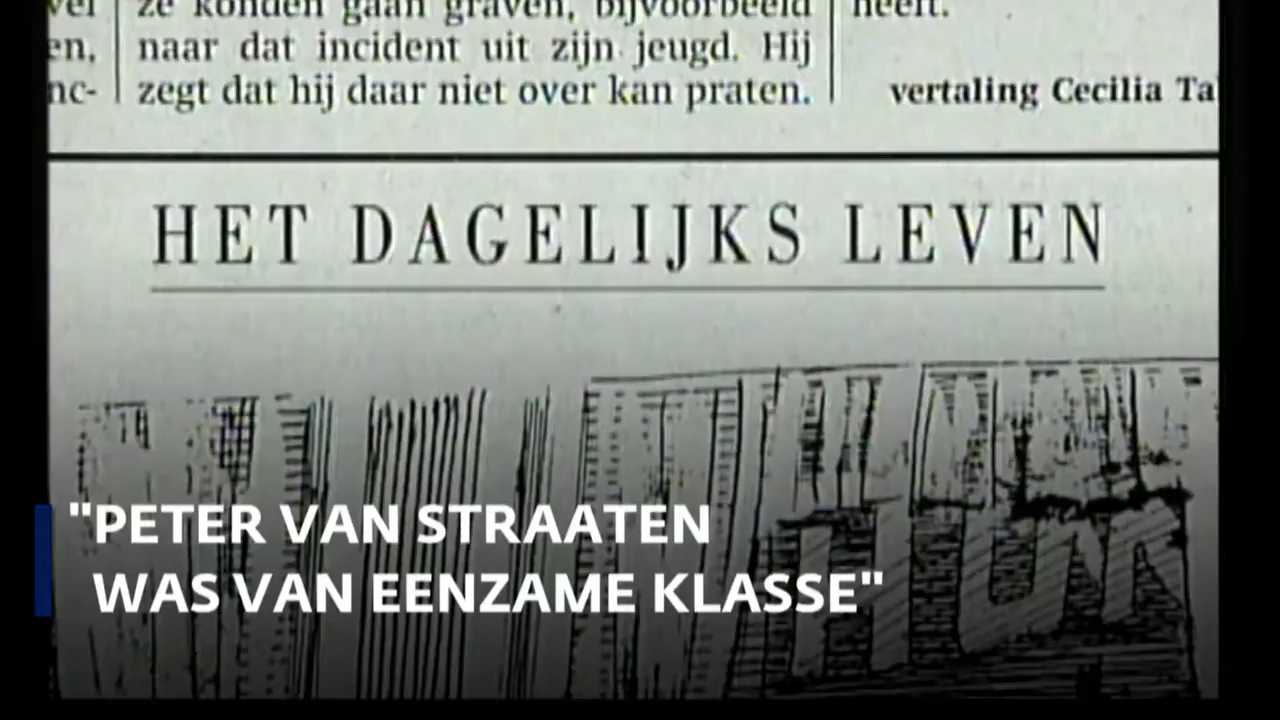 ze konden gaan graven, bijvoorbeeld
naar dat incident uit zijn jeugd. Hij
zegt dat hij daar niet over kan praten.
heeft.
vertaling Cecilia
HET DAGELIJKS LEVEN
"PETER VAN STRAATEN
WAS VAN EENZAME KLASSE"